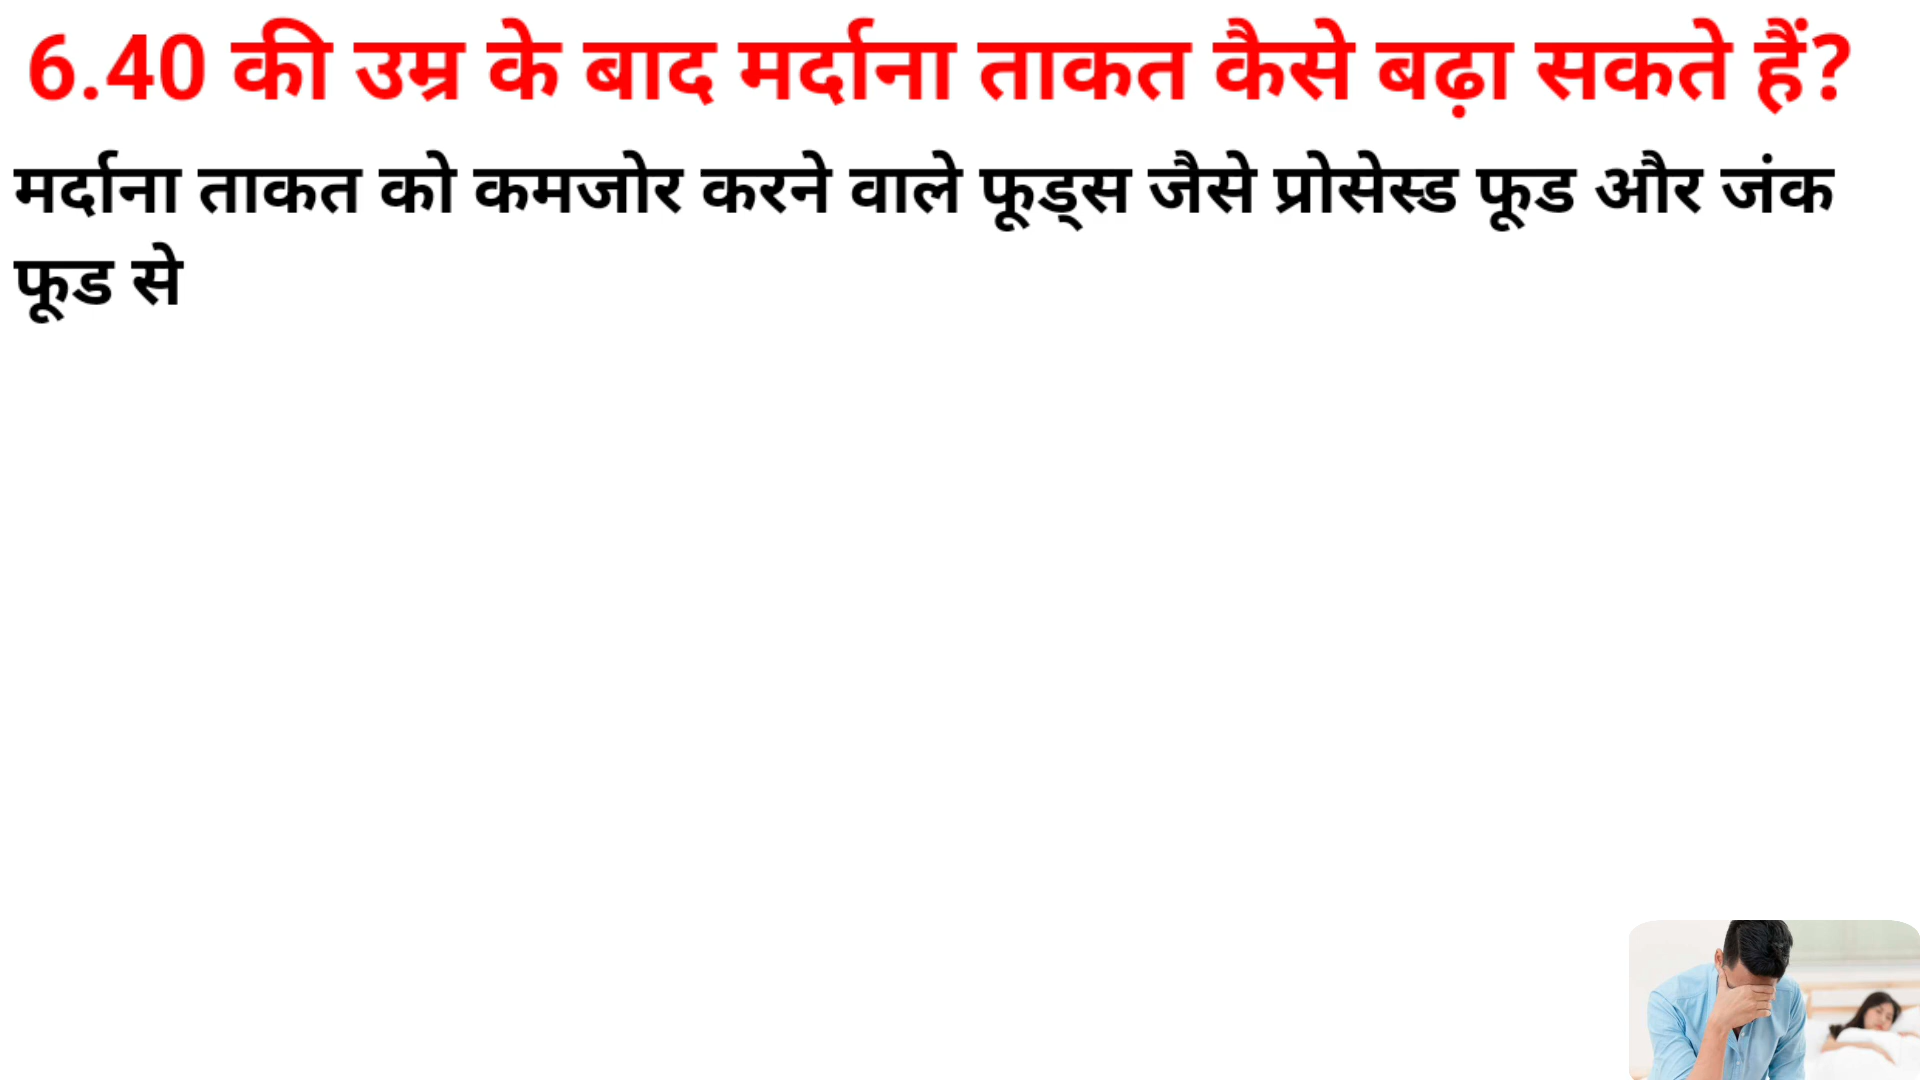 6.40 की उम्र के बाद मर्दाना ताकत कैसे बढ़ा सकते हैं?
मर्दाना ताकत को कमजोर करने वाले फूड्स जैसे प्रोसेस्ड फूड और जंक
फूड से